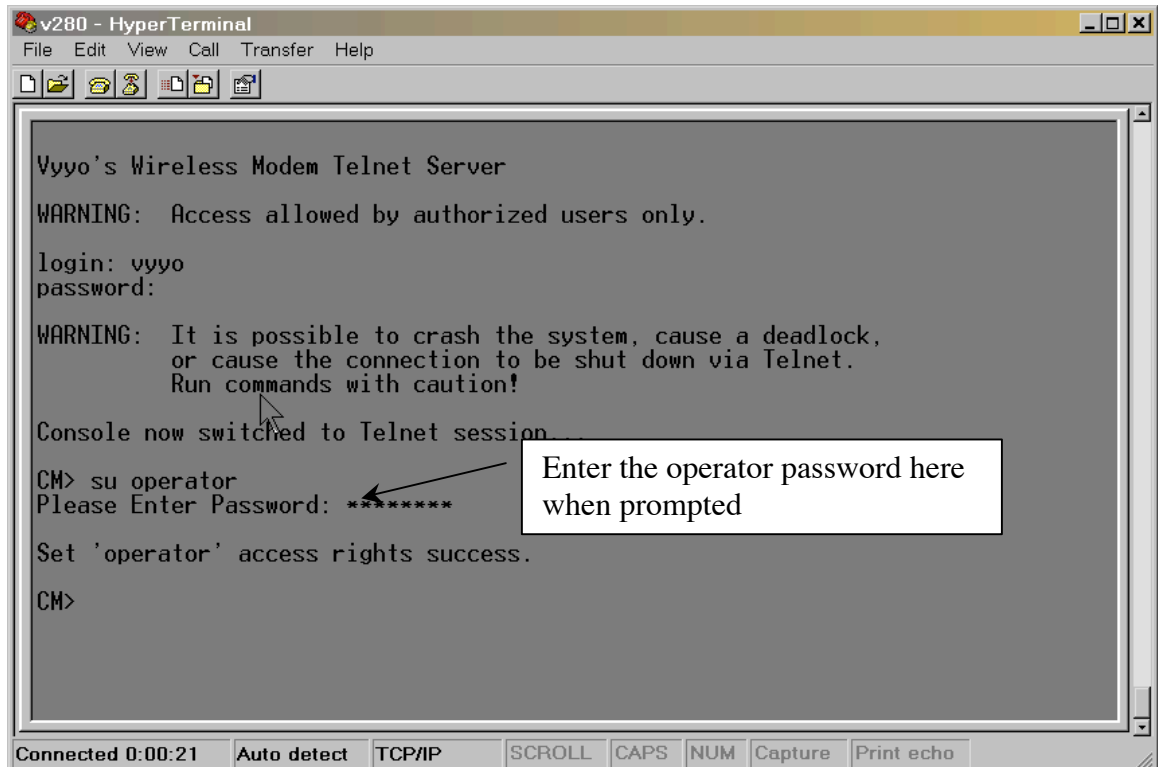 v280 - HyperTerminal
File Edit View Call Transfer Help
Vyyo's Wireless Modem Telnet Server
WARNING: Access allowed by authorized users only.
login: vyyo
password:
WARNING: It is possible to crash the system, cause a deadlock,
or cause the connection to be shut down via Telnet.
Run commands with caution!
Console now switched to Telnet session...
CM> su operator
Please Enter Password: ********
Enter the operator password here
when prompted
Set 'operator' access rights success.
CM>
Connected 0:00:21 Auto detect TCP/IP SCROLL CAPS NUM Capture Print echo